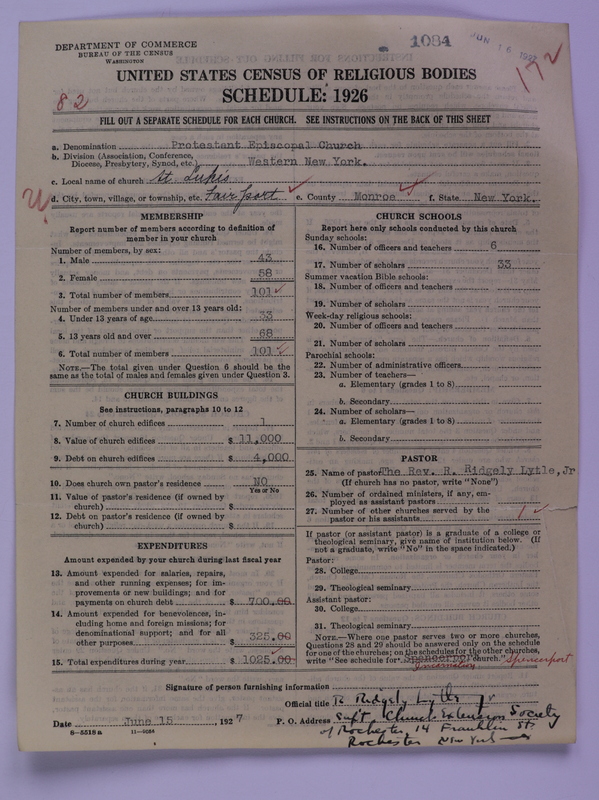 DEPARTMENT OF COMMERCE
BUREAU OF THE CENSUS
WASHINGTON
1084
JUN 16 1927
172
UNITED STATES CENSUS OF RELIGIOUS BODIES
82
SCHEDULE: 1926
FILL OUT A SEPARATE SCHEDULE FOR EACH CHURCH. SEE INSTRUCTIONS ON THE BACK OF THIS SHEET
a. Denomination Protestant Episcopal Church
b. Division (Association, Conference, Diocese, Presbytery, Synod, etc.) Western New York.
c. Local name of church St Luke's
d. City, town, village, or township, etc. Fairport e. County Monroe f. State New York.
MEMBERSHIP
Report number of members according to definition of
member in your church
Number of members, by sex:
1. Male 43
2. Female 58
3. Total number of members 101
Number of members under and over 13 years old:
4. Under 13 years of age 33
5. 13 years old and over 68
6. Total number of members 101
NOTE.—The total given under Question 6 should be
same as the total of males and females given under Question 3.
CHURCH BUILDINGS
See instructions, paragraphs 10 to 12
7. Number of church edifices 1
8. Value of church edifices $ 11,000
9. Debt on church edifices $ 4,000
10. Does church own pastor's residence NO
Yes or No
11. Value of pastor's residence (if owned by
church) $
12. Debt on pastor's residence (if owned by
church) $
EXPENDITURES
Amount expended by your church during last fiscal year
13. Amount expended for salaries, repairs,
and other running expenses; for im-
provements or new buildings; and for
payments on church debt $ 700.00
14. Amount expended for benevolences, in-
cluding home and foreign missions; for
denominational support; and for all
other purposes $ 325.00
15. Total expenditures during year $ 1025.00
CHURCH SCHOOLS
Report here only schools conducted by this church
Sunday schools:
16. Number of officers and teachers 6
17. Number of scholars 33
Summer vacation Bible schools:
18. Number of officers and teachers
19. Number of scholars
Week-day religious schools:
20. Number of officers and teachers
21. Number of scholars
Parochial schools:
22. Number of administrative officers
23. Number of teachers—
a. Elementary (grades 1 to 8)
b. Secondary
24. Number of scholars—
a. Elementary (grades 1 to 8)
b. Secondary
PASTOR
25. Name of pastor The Rev. R. Ridgely Lytle, Jr
(If church has no pastor, write "None")
26. Number of ordained ministers, if any, em-
ployed as assistant pastors
27. Number of other churches served by the
pastor or his assistants 1
If pastor (or assistant pastor) is a graduate of a college or
theological seminary, give name of institution below. (If
not a graduate, write "No" in the space indicated.)
Pastor:
28. College
29. Theological seminary
Assistant pastor:
30. College
31. Theological seminary
NOTE.—Where one pastor serves two or more churches,
Questions 28 and 29 should be answered only on the schedule
for one of the churches; on the schedules for the other churches,
write "See schedule for Spencerport church." Spencerport
Signature of person furnishing information
Official title R Ridgely Lytle Jr
Date June 15 1927 P. O. Address Supt Church Extension Society
8-5518 a 11-9064 of Rochester, 14 Franklin St.
Rochester New York